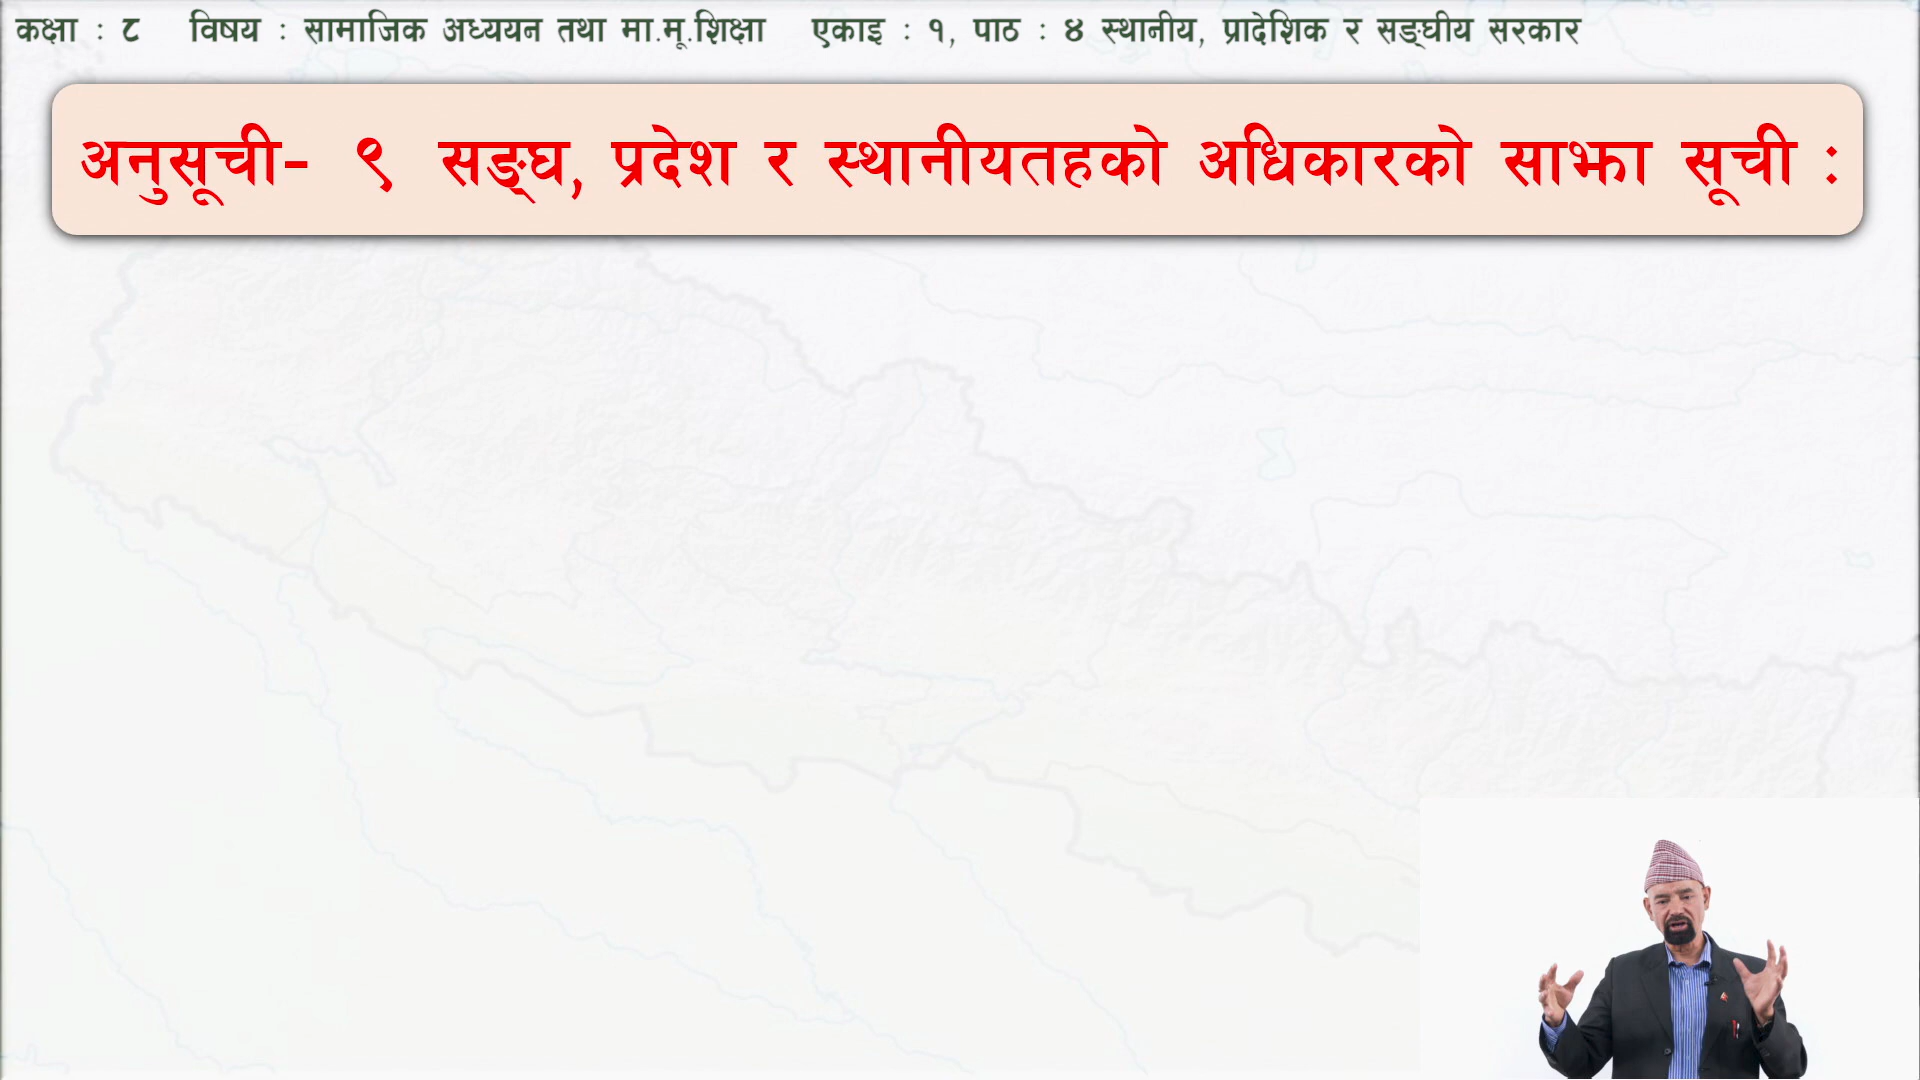 कक्षा : ८ विषय : सामाजिक अध्ययन तथा मा.मू.शिक्षा एकाइ : १, पाठ : ४ स्थानीय, प्रादेशिक र सङ्घीय सरकार
अनुसूची- ९ सङ्घ, प्रदेश र स्थानीयतहको अधिकारको साझा सूची :